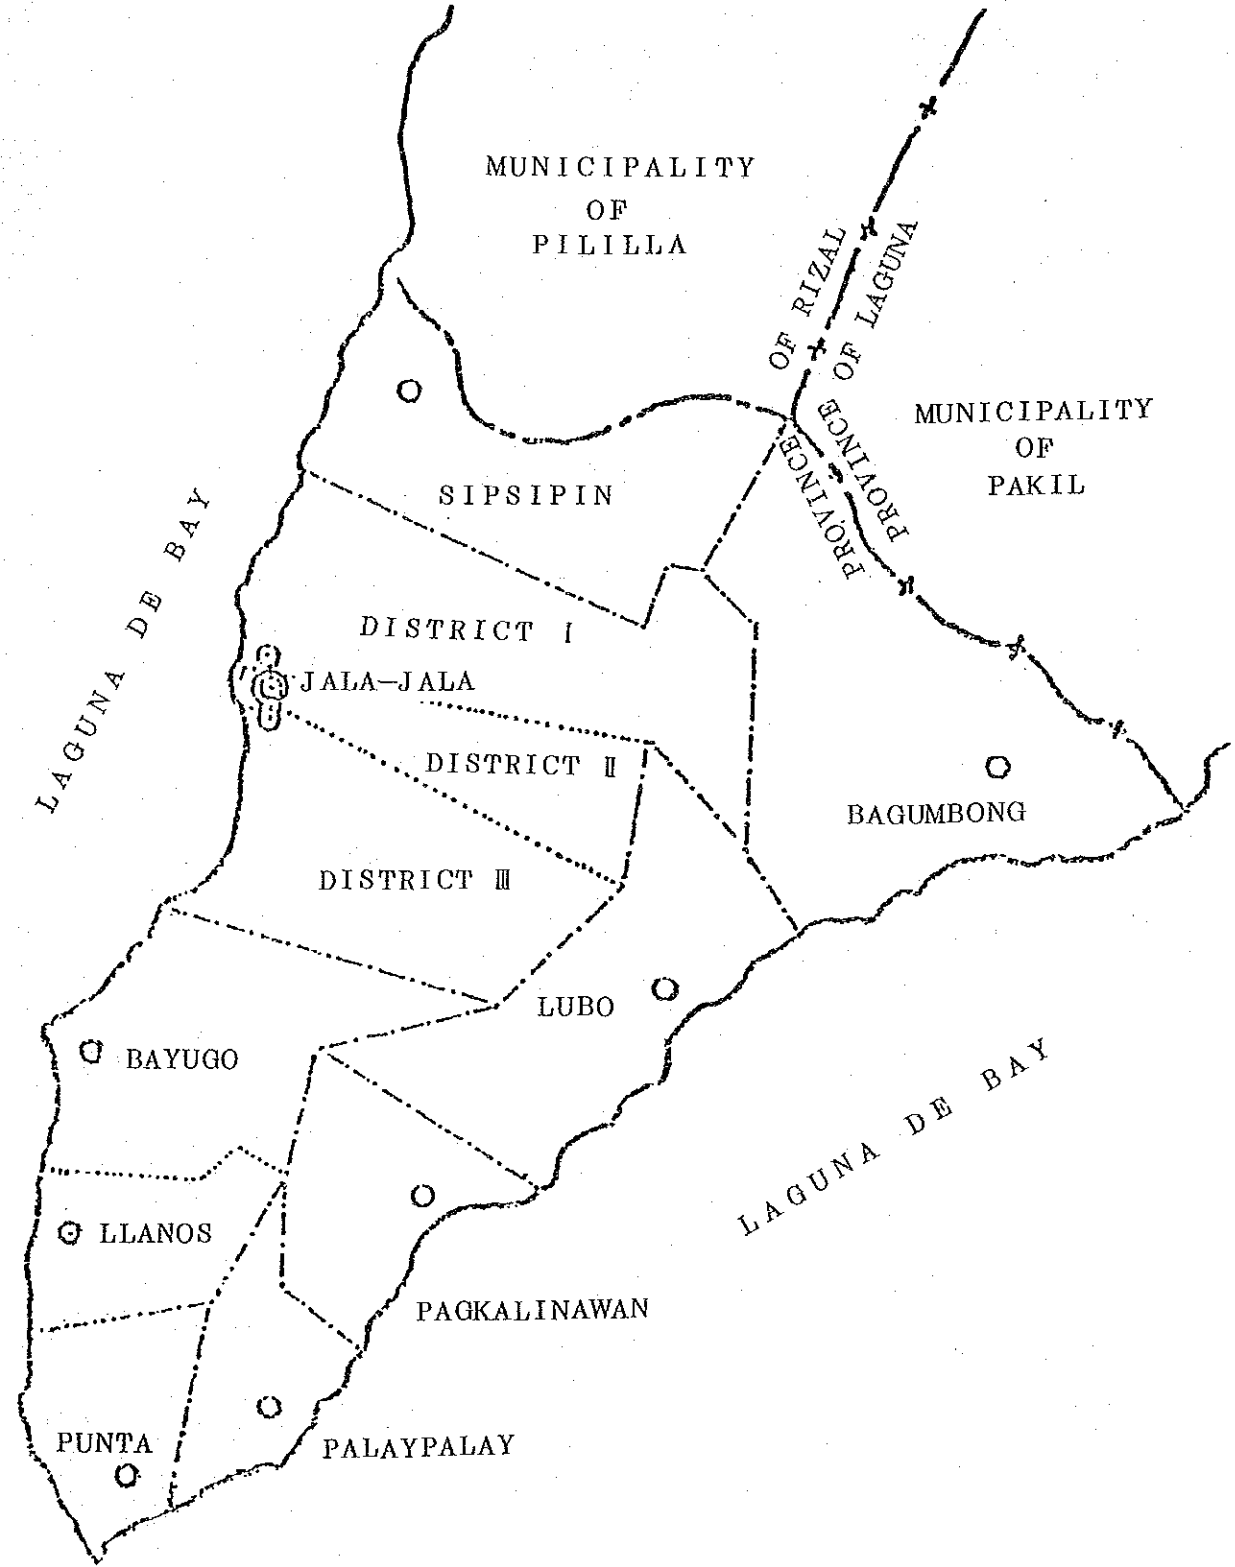 MUNICIPALITY
OF
PILILLA
PROVINCE OF RIZAL
PROVINCE OF LAGUNA
MUNICIPALITY
OF
PAKIL
SIPSIPIN
LAGUNA DE BAY
DISTRICT I
JALA-JALA
DISTRICT II
BAGUMBONG
DISTRICT III
LUBO
BAYUGO
LAGUNA DE BAY
LLANOS
PAGKALINAWAN
PUNTA
PALAYPALAY